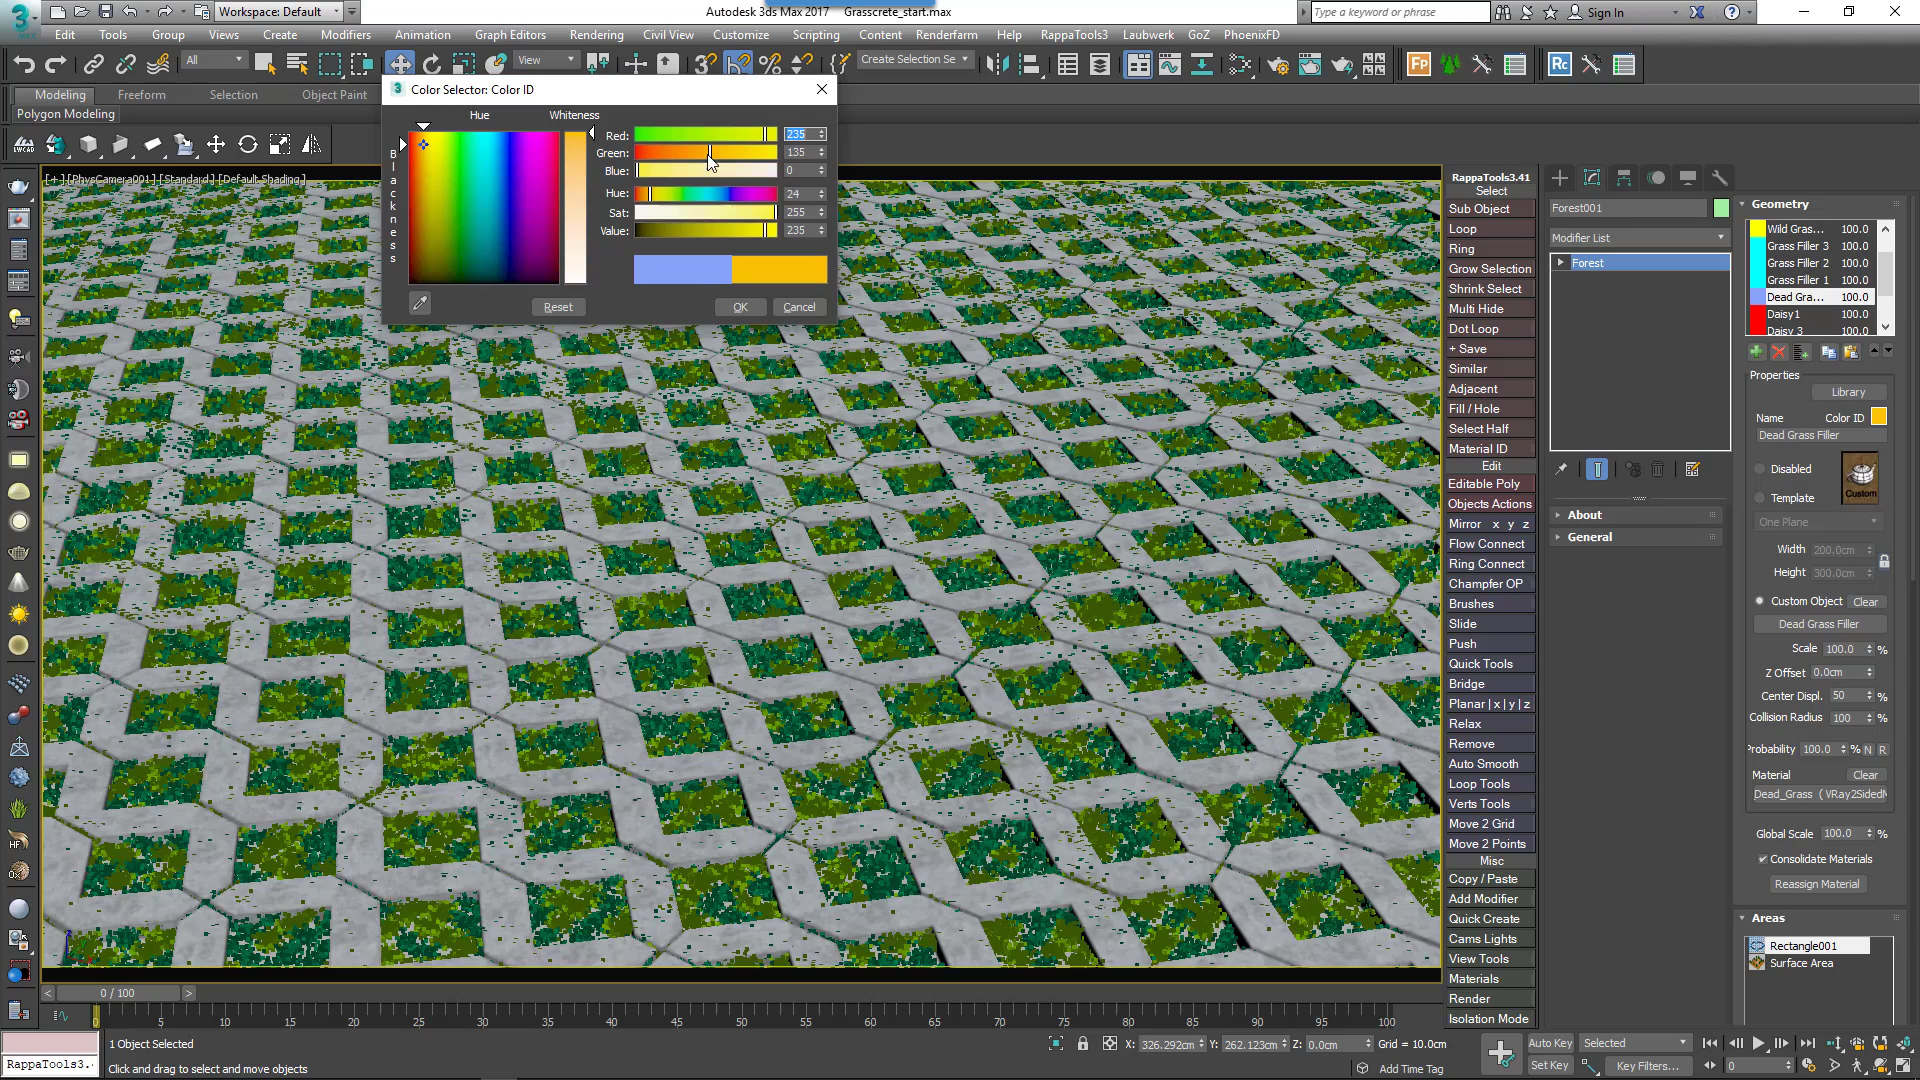 Workspace: Default
Autodesk 3ds Max 2017 Grasscrete_start.max
Type a keyword or phrase
Sign In
Edit Tools Group Views Create Modifiers Animation Graph Editors Rendering Civil View Customize Scripting Content Renderfarm Help RappaTools3 Laubwerk GoZ PhoenixFD
All
View
Create Selection Se
Modeling Freeform Selection Object Paint
Polygon Modeling
Color Selector: Color ID
Hue Whiteness
Blackness
Red: 235
Green: 135
Blue: 0
Hue: 24
Sat: 255
Value: 235
Reset OK Cancel
[+] [PhysCamera001] [Standard] [Default Shading]
RappaTools3.41
Select
Sub Object
Loop
Ring
Grow Selection
Shrink Select
Multi Hide
Dot Loop
+ Save
Similar
Adjacent
Fill / Hole
Select Half
Material ID
Edit
Editable Poly
Objects Actions
Mirror x y z
Flow Connect
Ring Connect
Champfer OP
Brushes
Slide
Push
Quick Tools
Bridge
Planar | x | y | z
Relax
Remove
Auto Smooth
Loop Tools
Verts Tools
Move 2 Grid
Move 2 Points
Misc
Copy / Paste
Add Modifier
Quick Create
Cams Lights
View Tools
Materials
Render
Isolation Mode
Forest001
Modifier List
Forest
About
General
Geometry
Wild Gras... 100.0
Grass Filler 3 100.0
Grass Filler 2 100.0
Grass Filler 1 100.0
Dead Gra... 100.0
Daisy1 100.0
Daisy 3 100.0
Properties
Library
Name Color ID
Dead Grass Filler
Disabled
Template
Custom
One Plane
Width 200.0cm
Height 300.0cm
Custom Object Clear
Dead Grass Filler
Scale 100.0 %
Z Offset 0.0cm
Center Displ. 50 %
Collision Radius 100 %
Probability 100.0 % N R
Material Clear
Dead_Grass ( VRay2SidedM
Global Scale 100.0 %
Consolidate Materials
Reassign Material
Areas
Rectangle001
Surface Area
0 / 100
0 5 10 15 20 25 30 35 40 45 50 55 60 65 70 75 80 85 90 95 100
RappaTools3.
1 Object Selected
Click and drag to select and move objects
X: 326.292cm Y: 262.123cm Z: 0.0cm Grid = 10.0cm
Add Time Tag
Auto Key Selected
Set Key Key Filters...
0